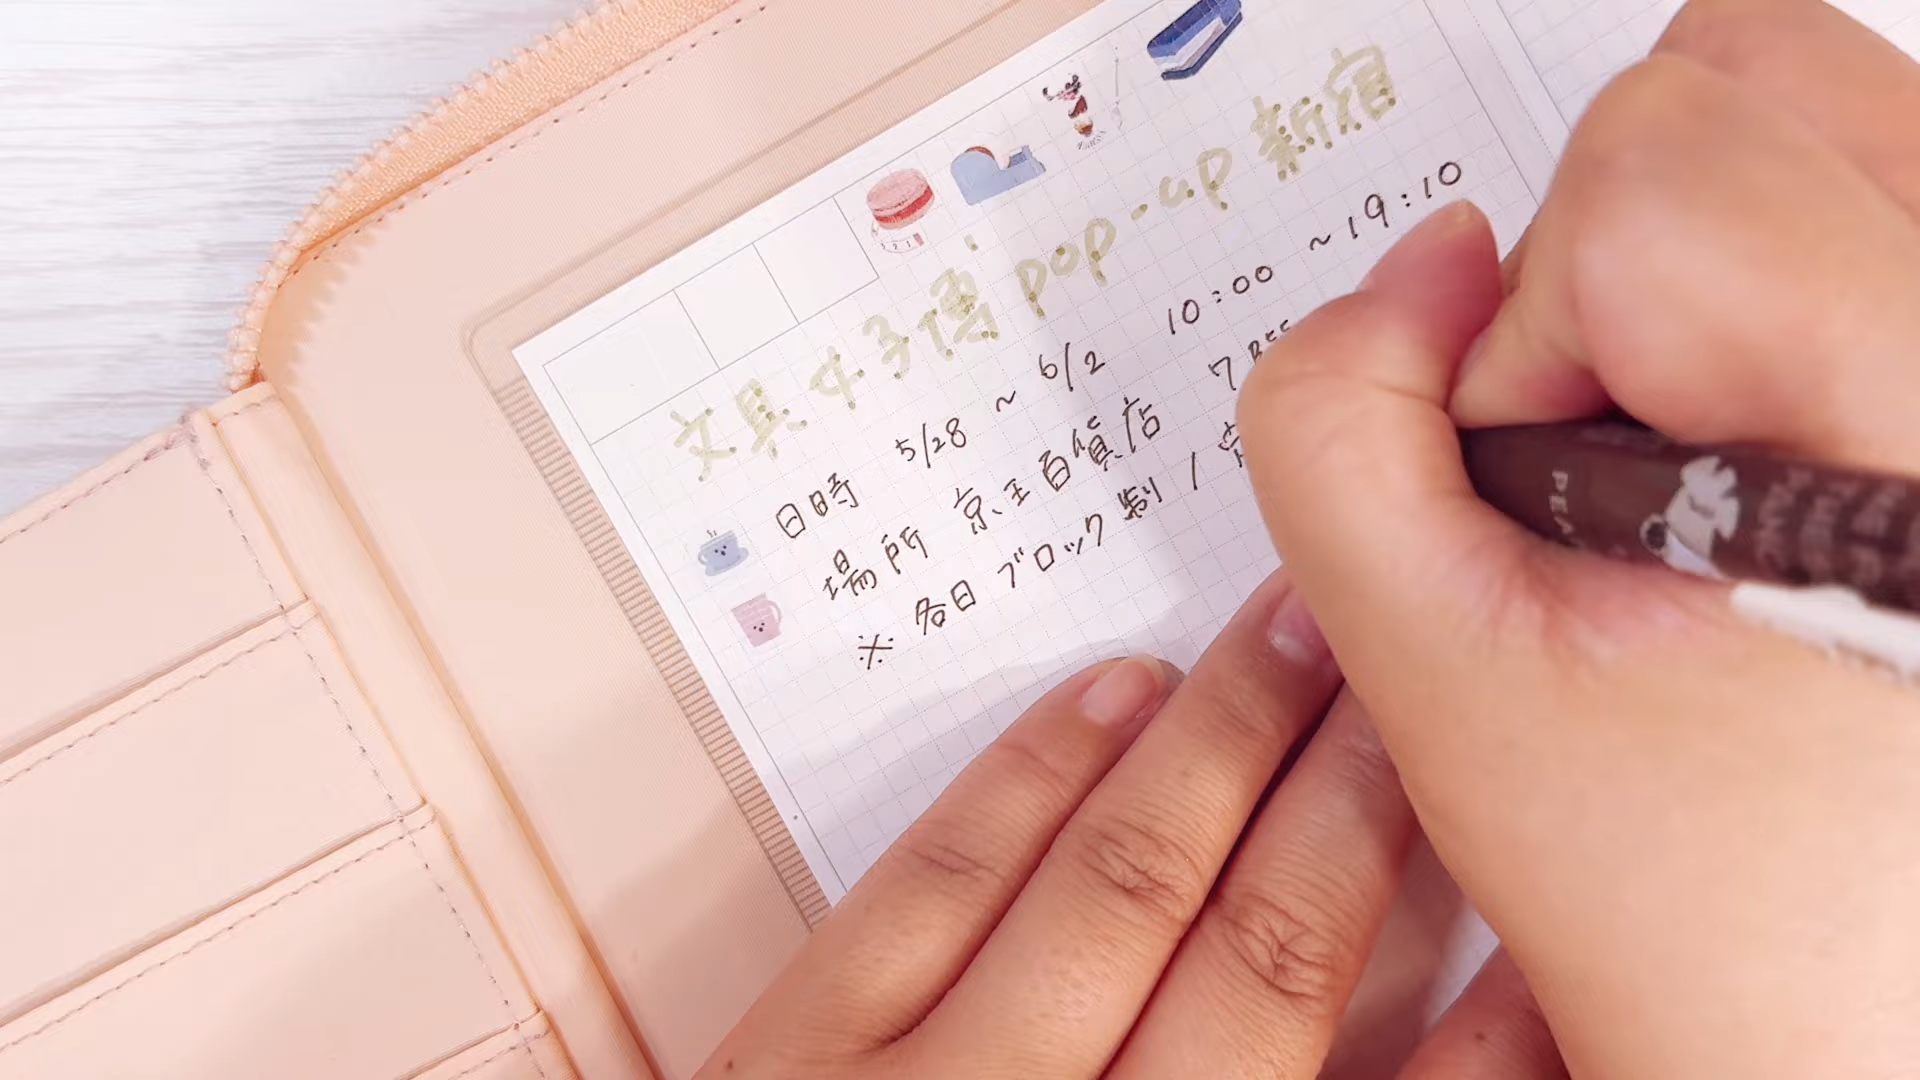 文具女子博 pop-up 新宿
日時 5/28 ~ 6/2 10:00 ~ 19:10
場所 京王百貨店 7
※ 各日ブロック制 /